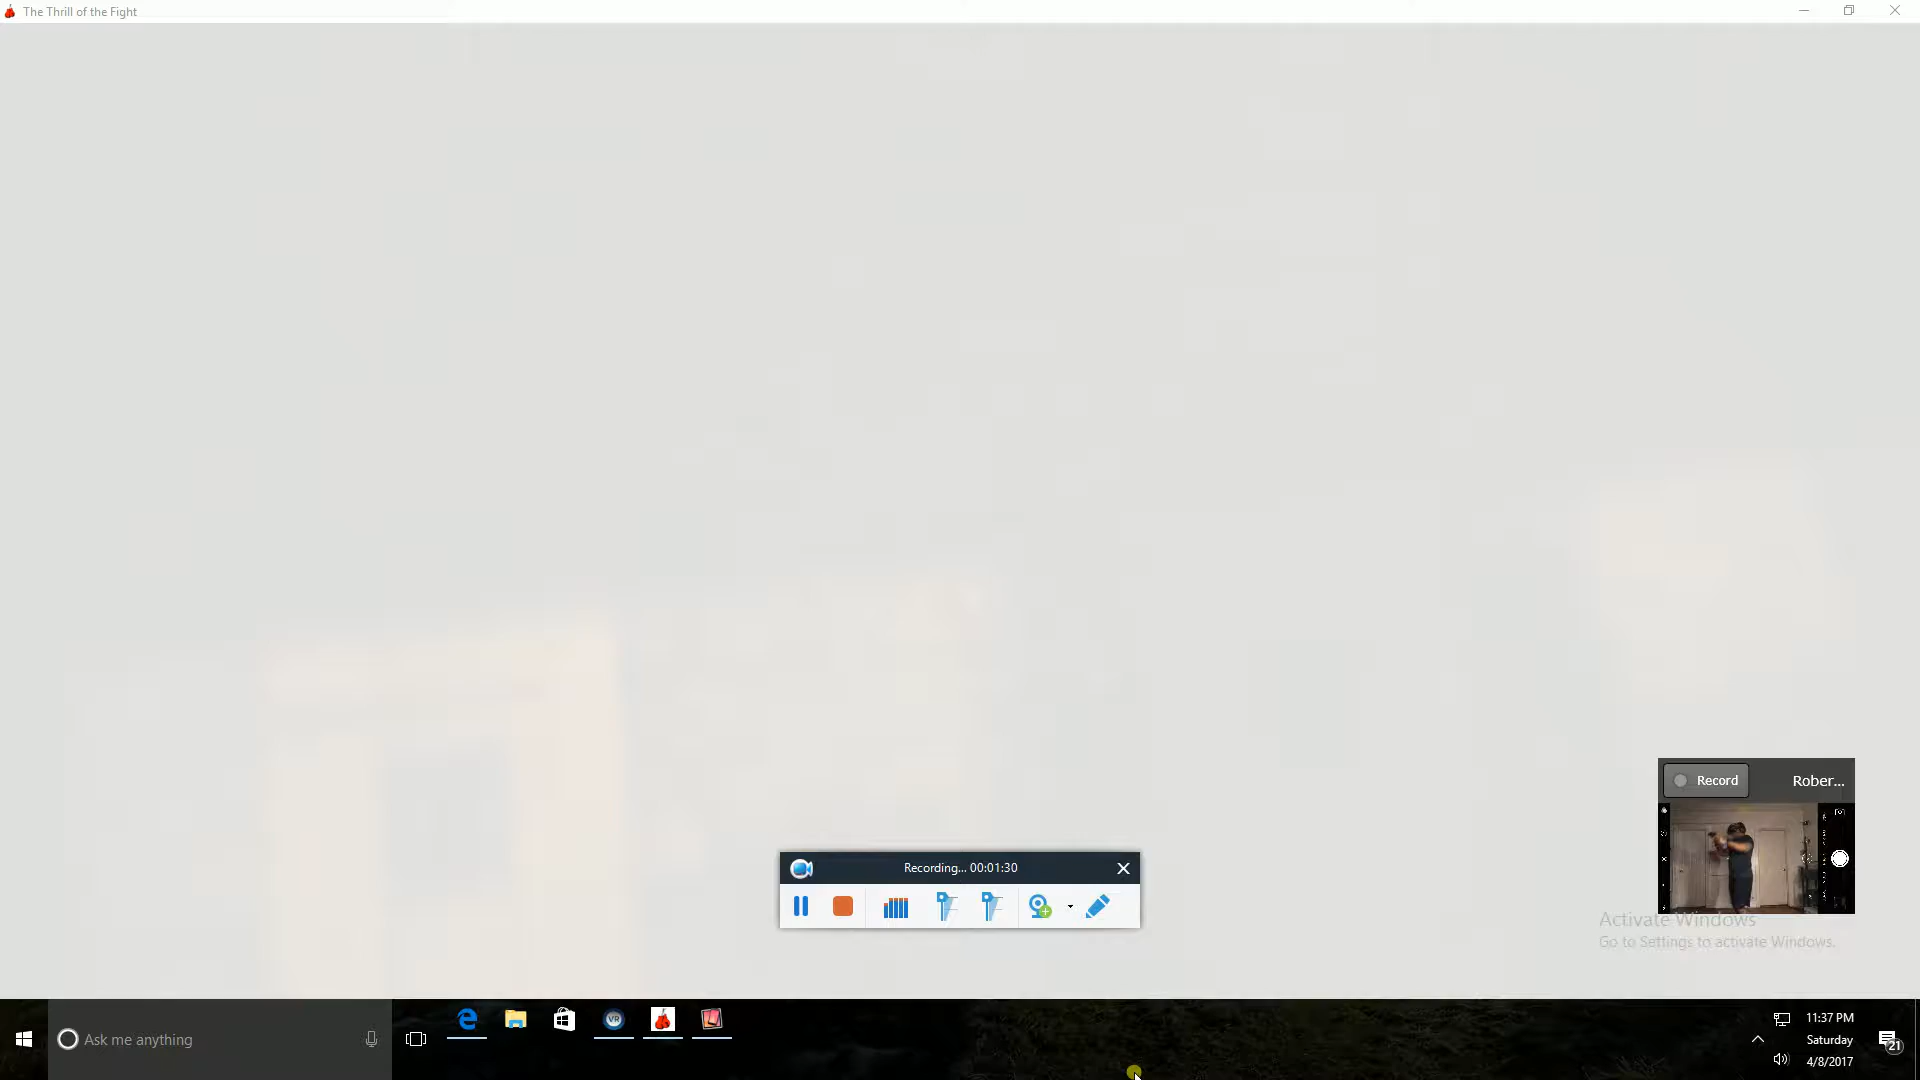 The Thrill of the Fight
Record
Rober...
Recording... 00:01:30
Activate Windows
Go to Settings to activate Windows.
Ask me anything
VR
11:37 PM
Saturday
4/8/2017
21